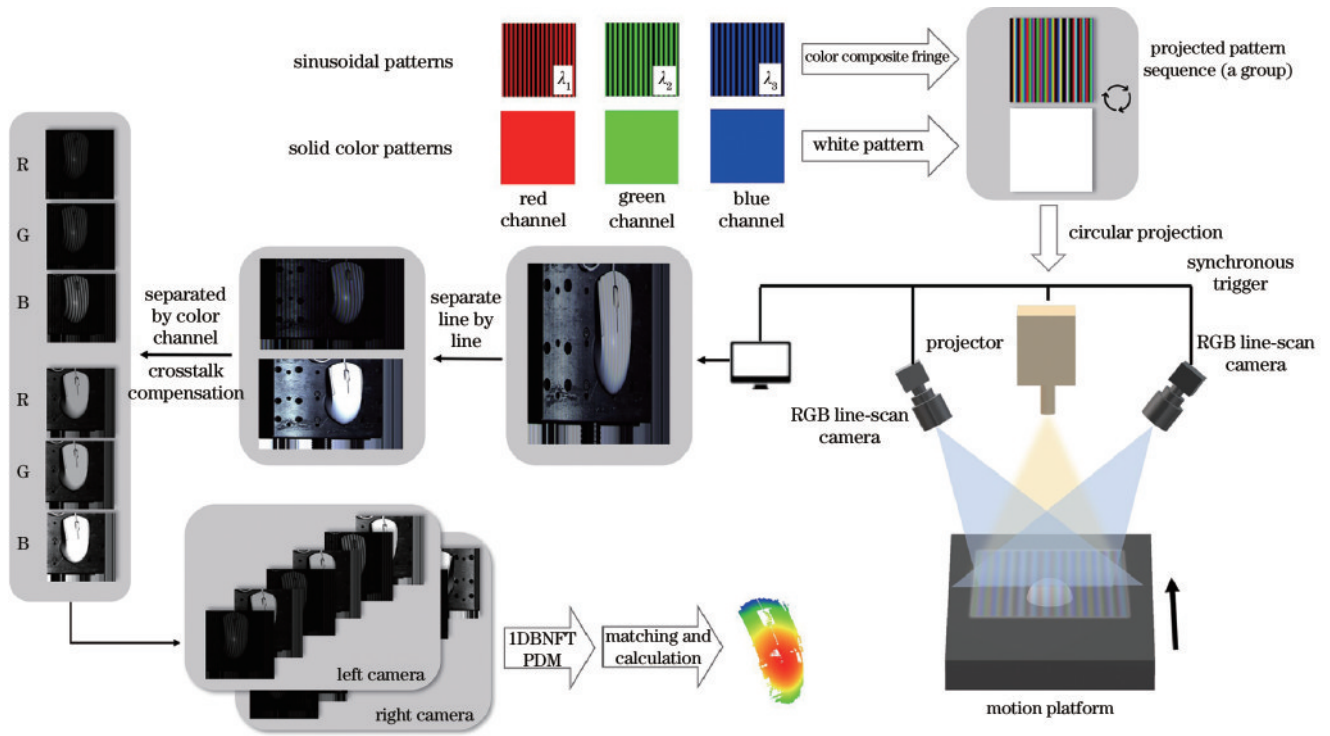 sinusoidal patterns
λ1
λ2
λ3
color composite fringe
projected pattern
sequence (a group)
solid color patterns
white pattern
red
channel
green
channel
blue
channel
circular projection
synchronous
trigger
projector
RGB line-scan
camera
RGB line-scan
camera
motion platform
separate
line by
line
separated
by color
channel
crosstalk
compensation
R
G
B
R
G
B
left camera
right camera
1DBNFT
PDM
matching and
calculation